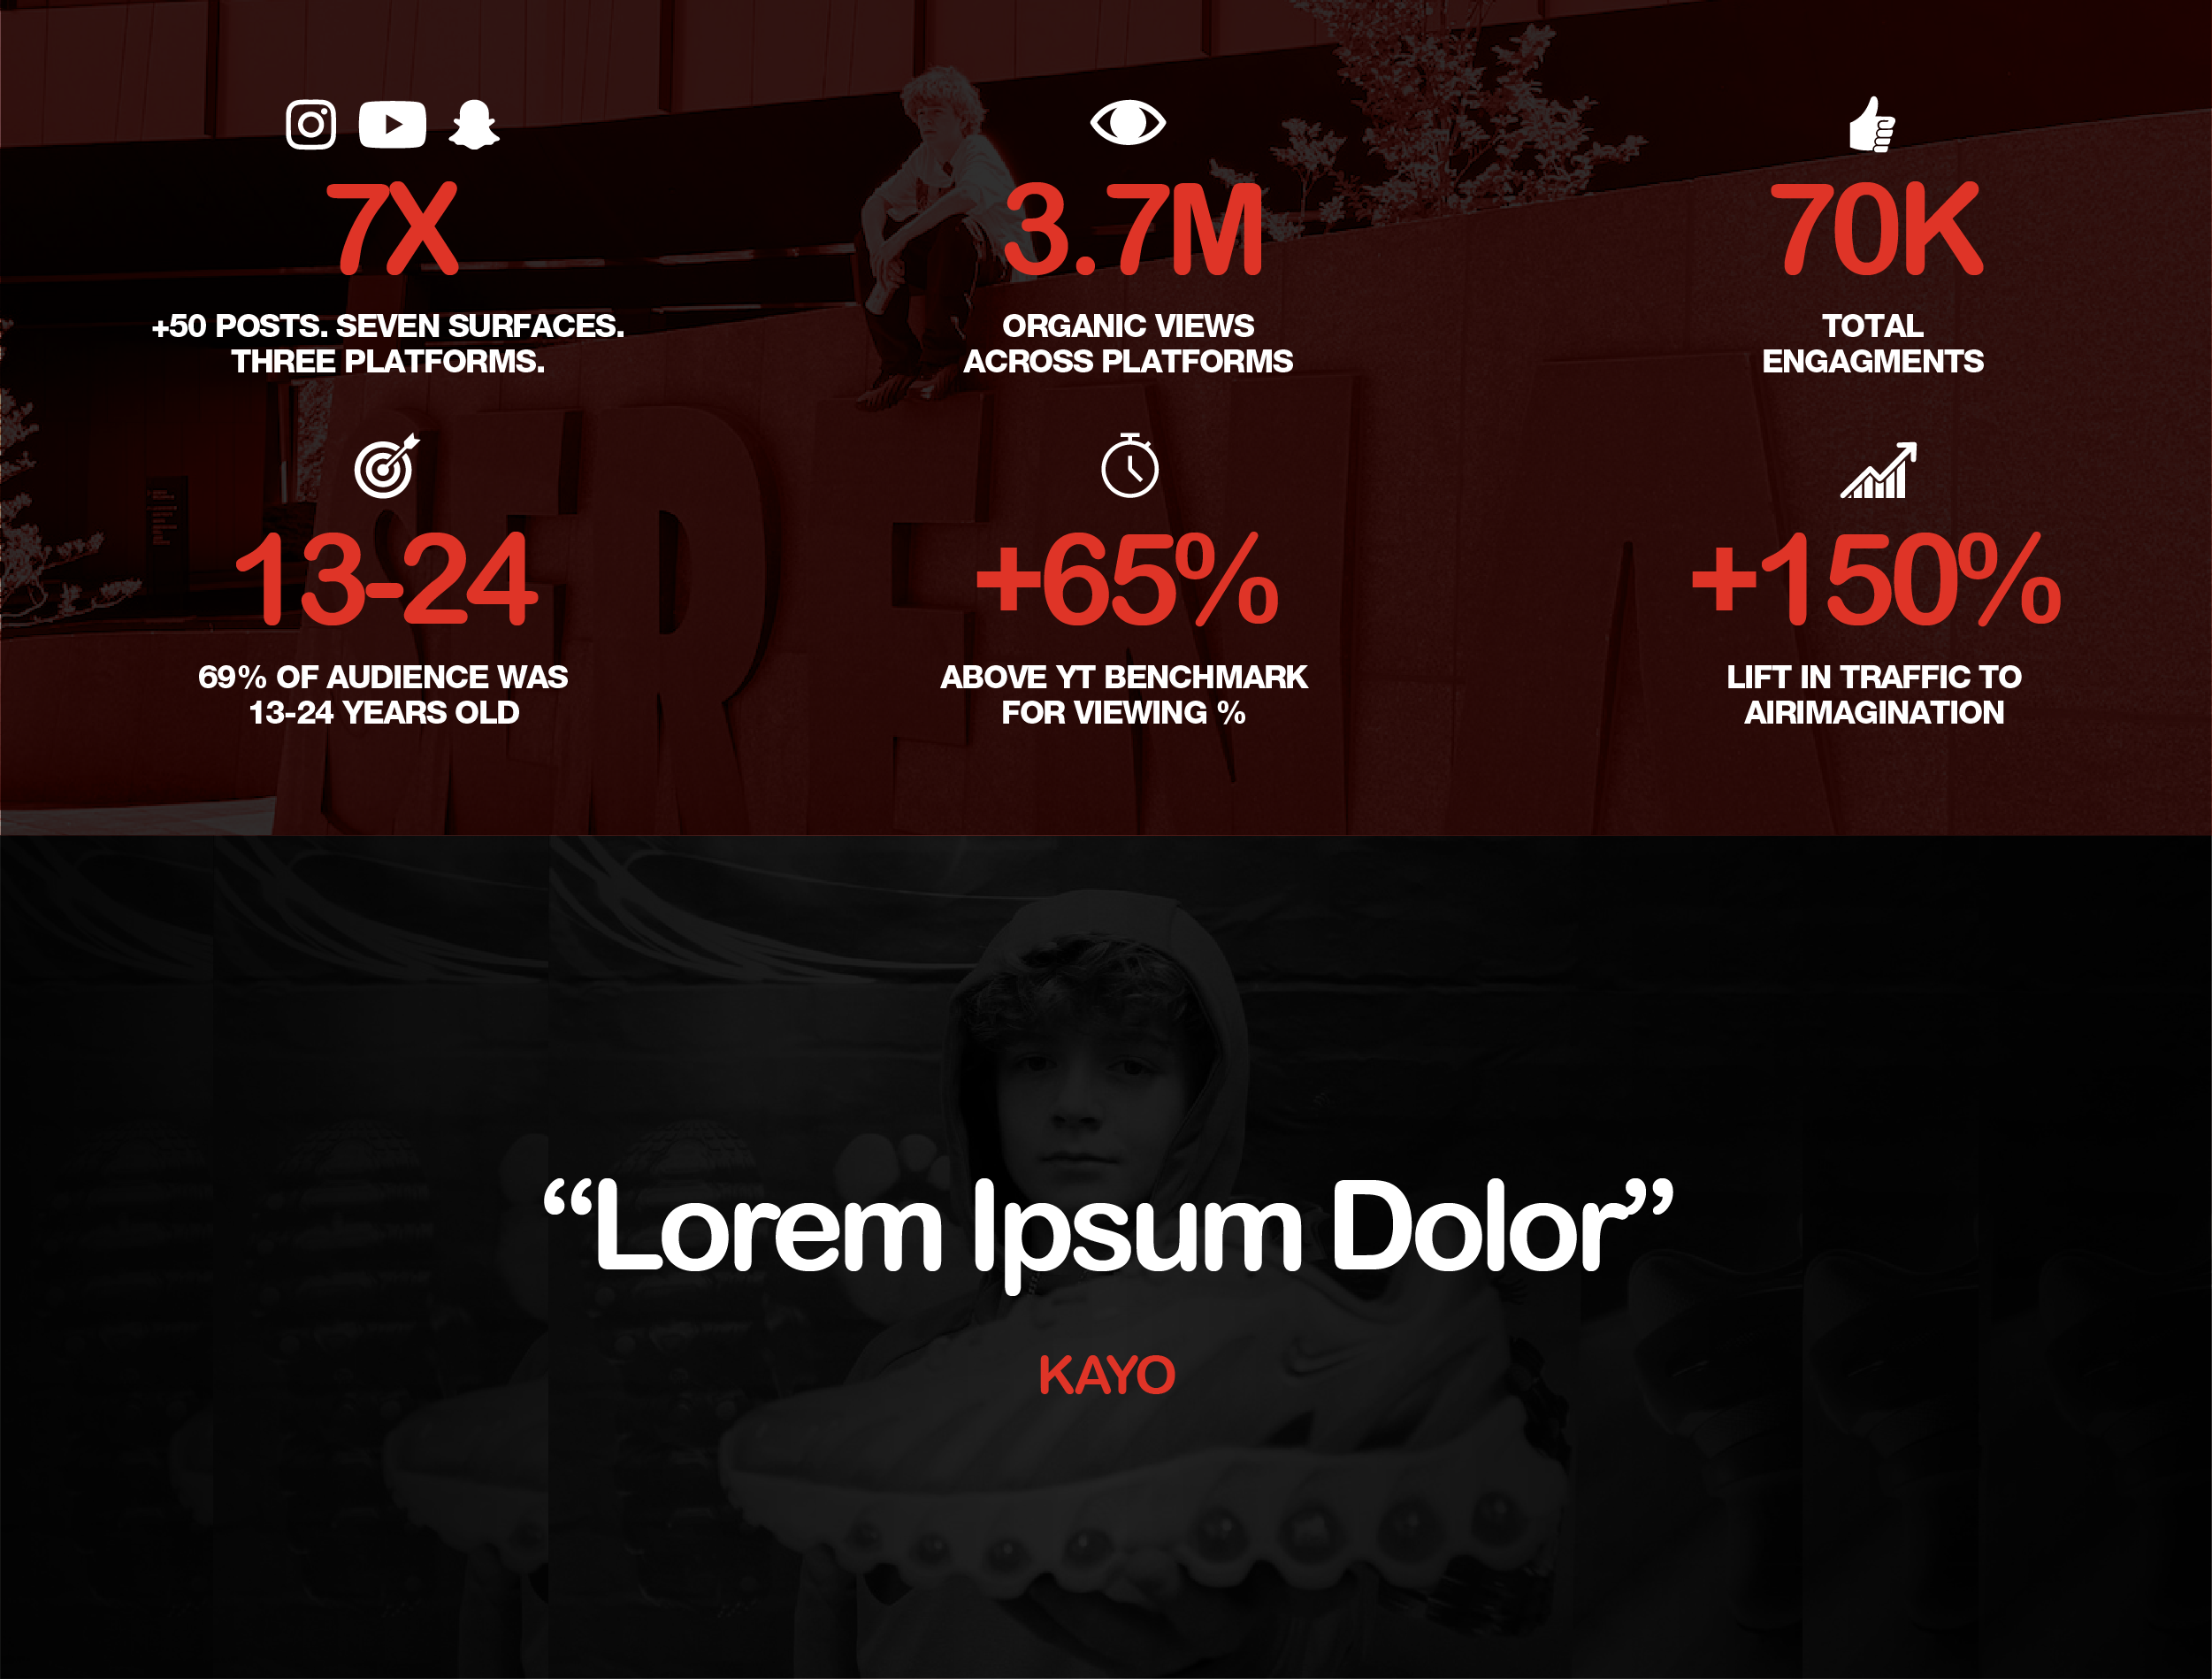 7X
+50 POSTS. SEVEN SURFACES.
THREE PLATFORMS.
3.7M
ORGANIC VIEWS
ACROSS PLATFORMS
70K
TOTAL
ENGAGMENTS
13-24
69% OF AUDIENCE WAS
13-24 YEARS OLD
+65%
ABOVE YT BENCHMARK
FOR VIEWING %
+150%
LIFT IN TRAFFIC TO
AIRIMAGINATION
SERENA
“Lorem Ipsum Dolor”
KAYO